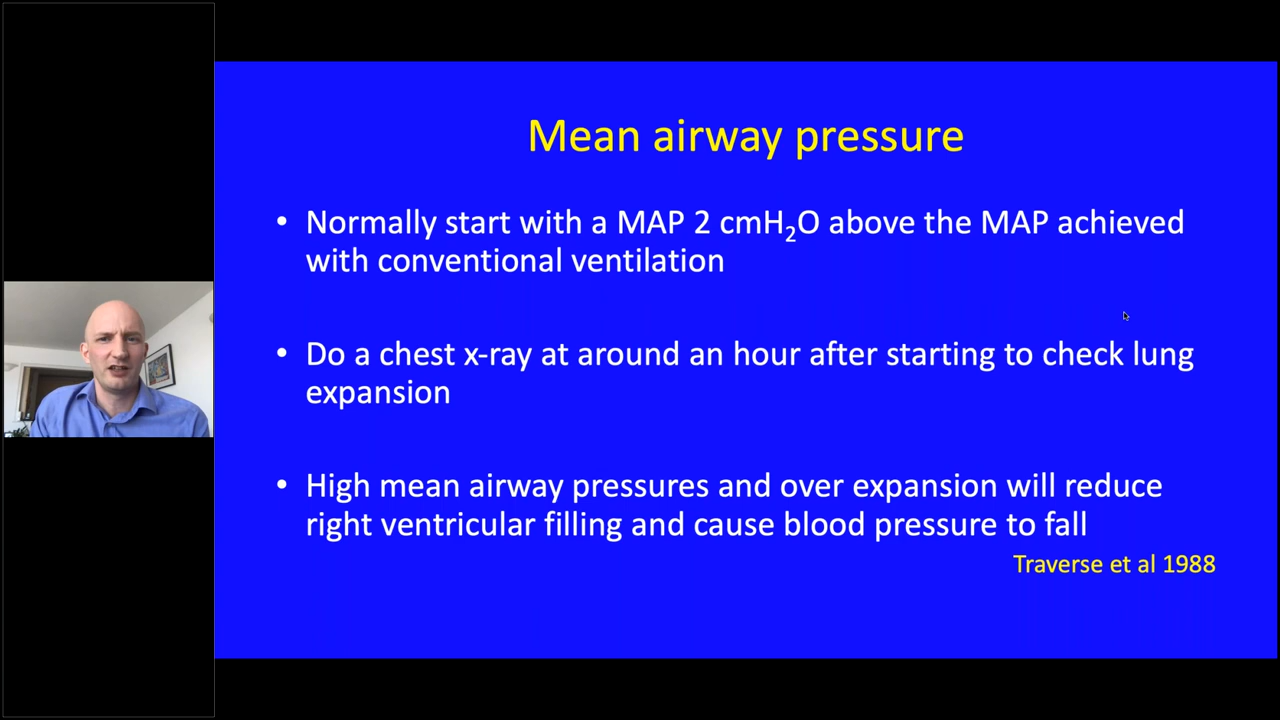 Mean airway pressure
• Normally start with a MAP 2 cmH₂O above the MAP achieved
with conventional ventilation
• Do a chest x-ray at around an hour after starting to check lung
expansion
• High mean airway pressures and over expansion will reduce
right ventricular filling and cause blood pressure to fall
Traverse et al 1988